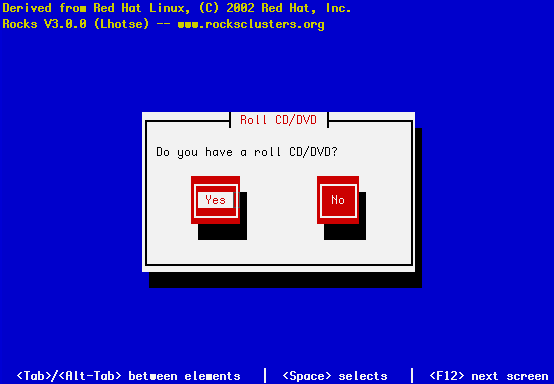 Derived from Red Hat Linux, (C) 2002 Red Hat, Inc.
Rocks V3.0.0 (Lhotse) -- www.rocksclusters.org
Roll CD/DVD
Do you have a roll CD/DVD?
Yes No
<Tab>/<Alt-Tab> between elements | <Space> selects | <F12> next screen